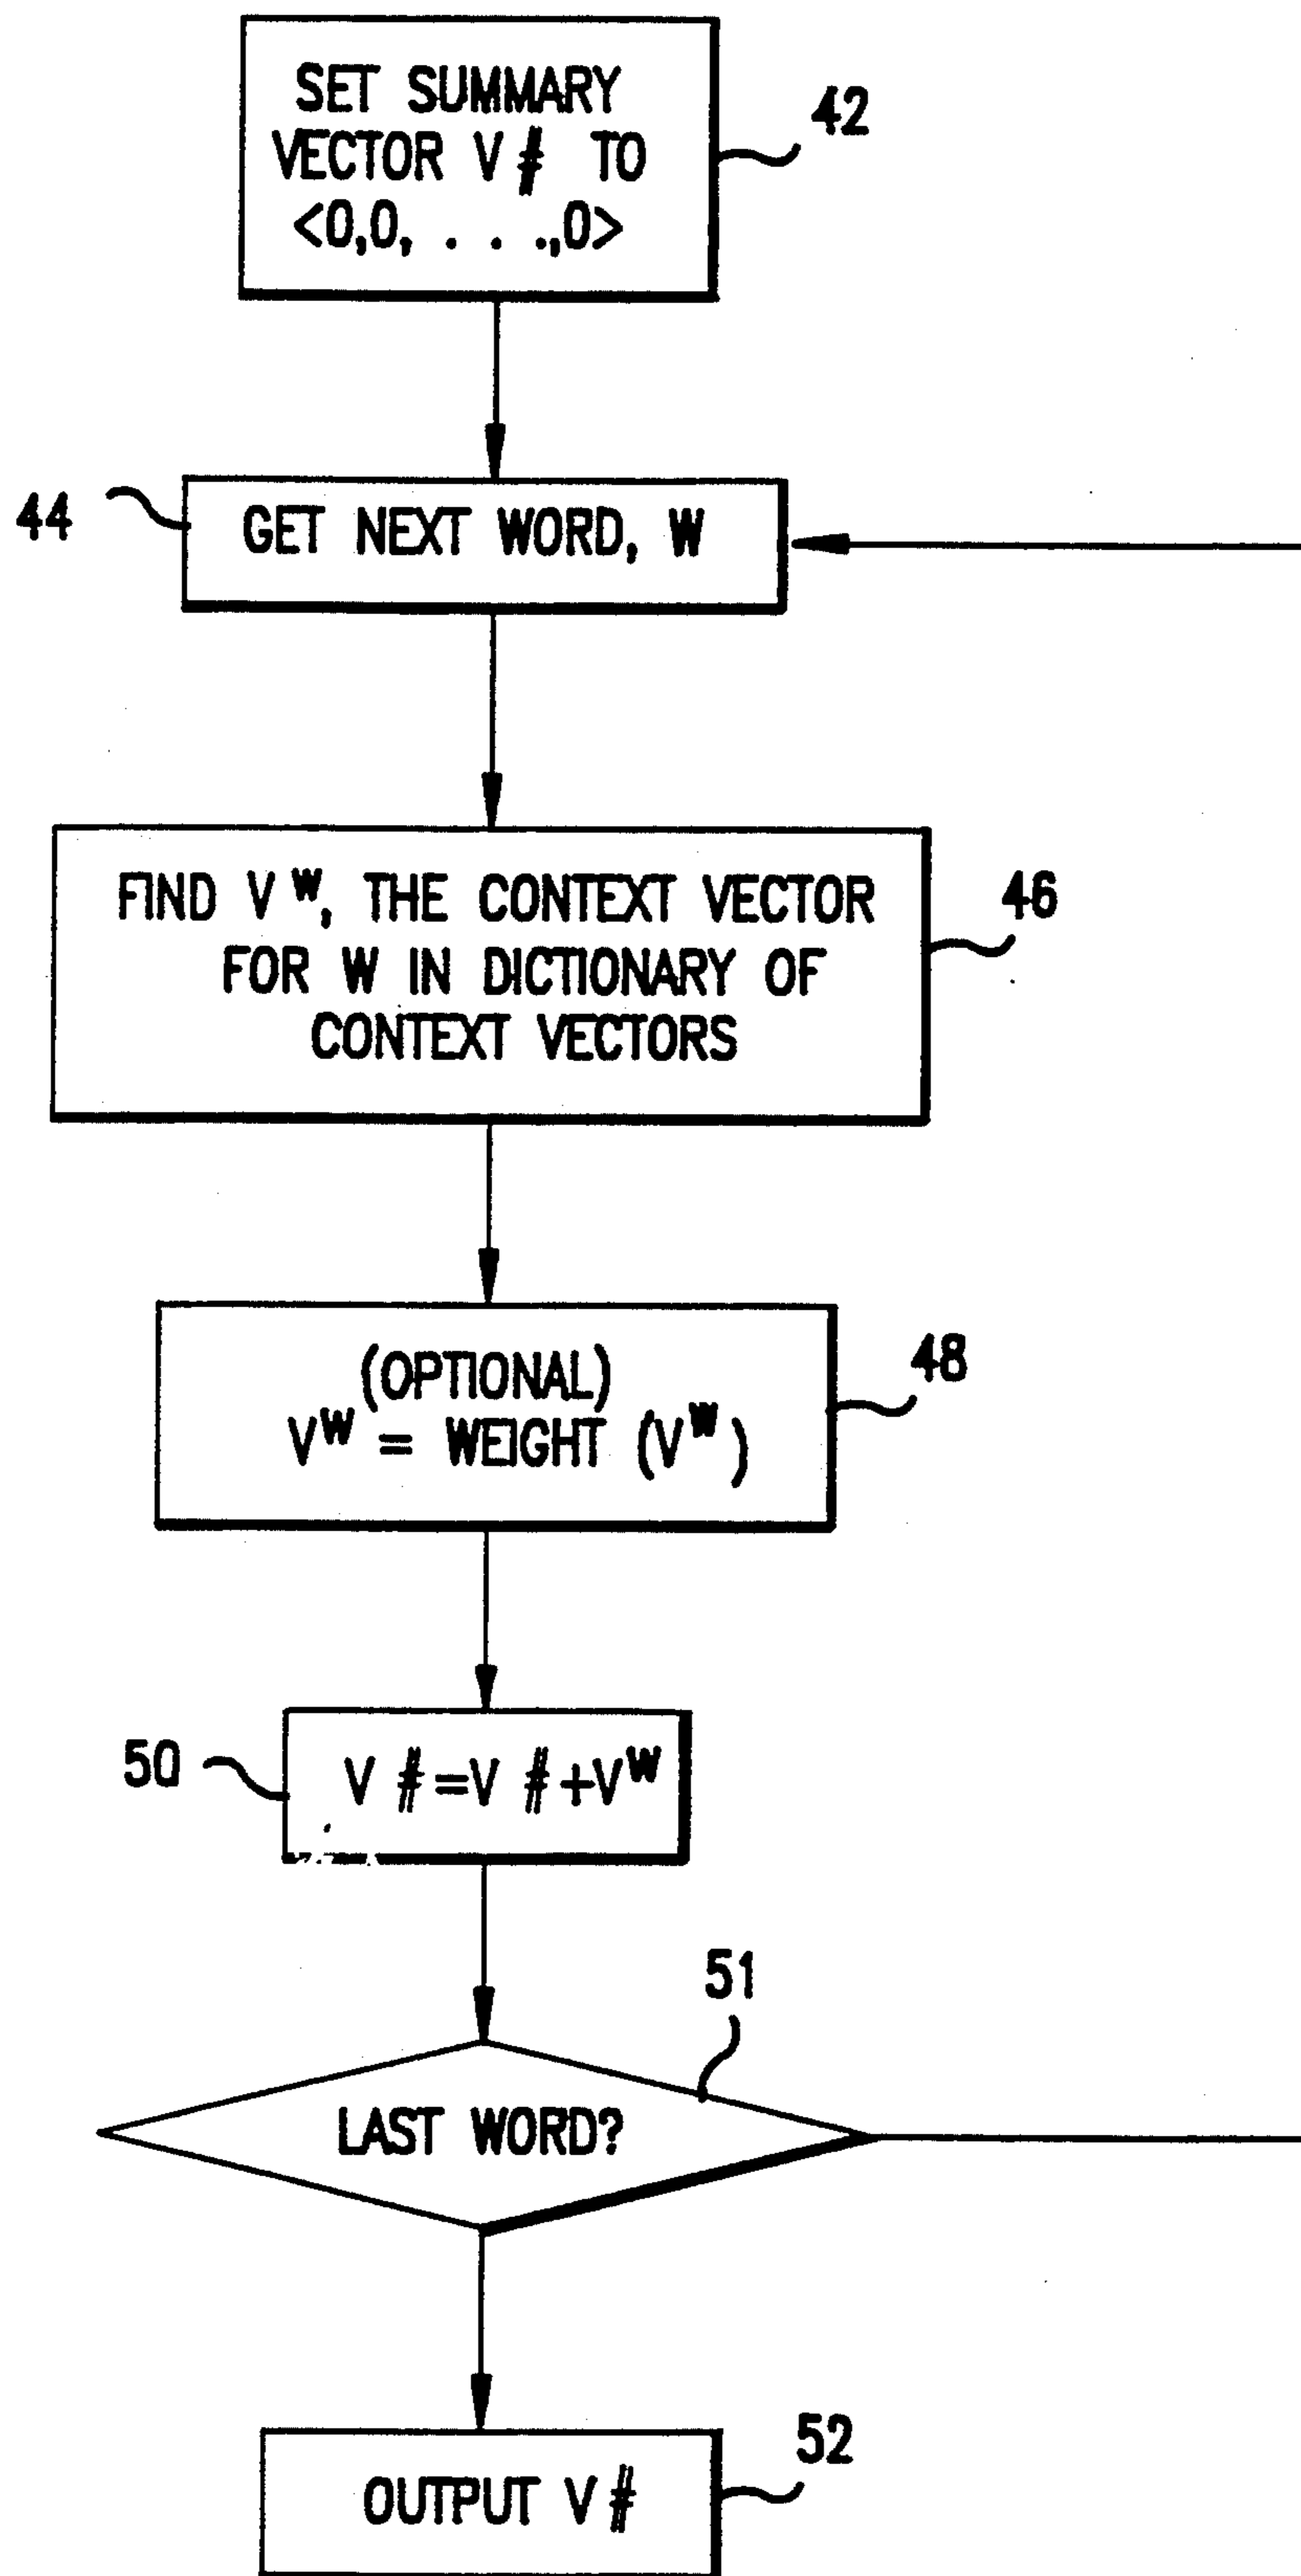 SET SUMMARY
VECTOR V# TO
<0,0, . . .,0>
42
44
GET NEXT WORD, W
FIND V^W, THE CONTEXT VECTOR
FOR W IN DICTIONARY OF
CONTEXT VECTORS
46
(OPTIONAL)
V^W = WEIGHT (V^W)
48
50
V #=V #+V^W
51
LAST WORD?
52
OUTPUT V#